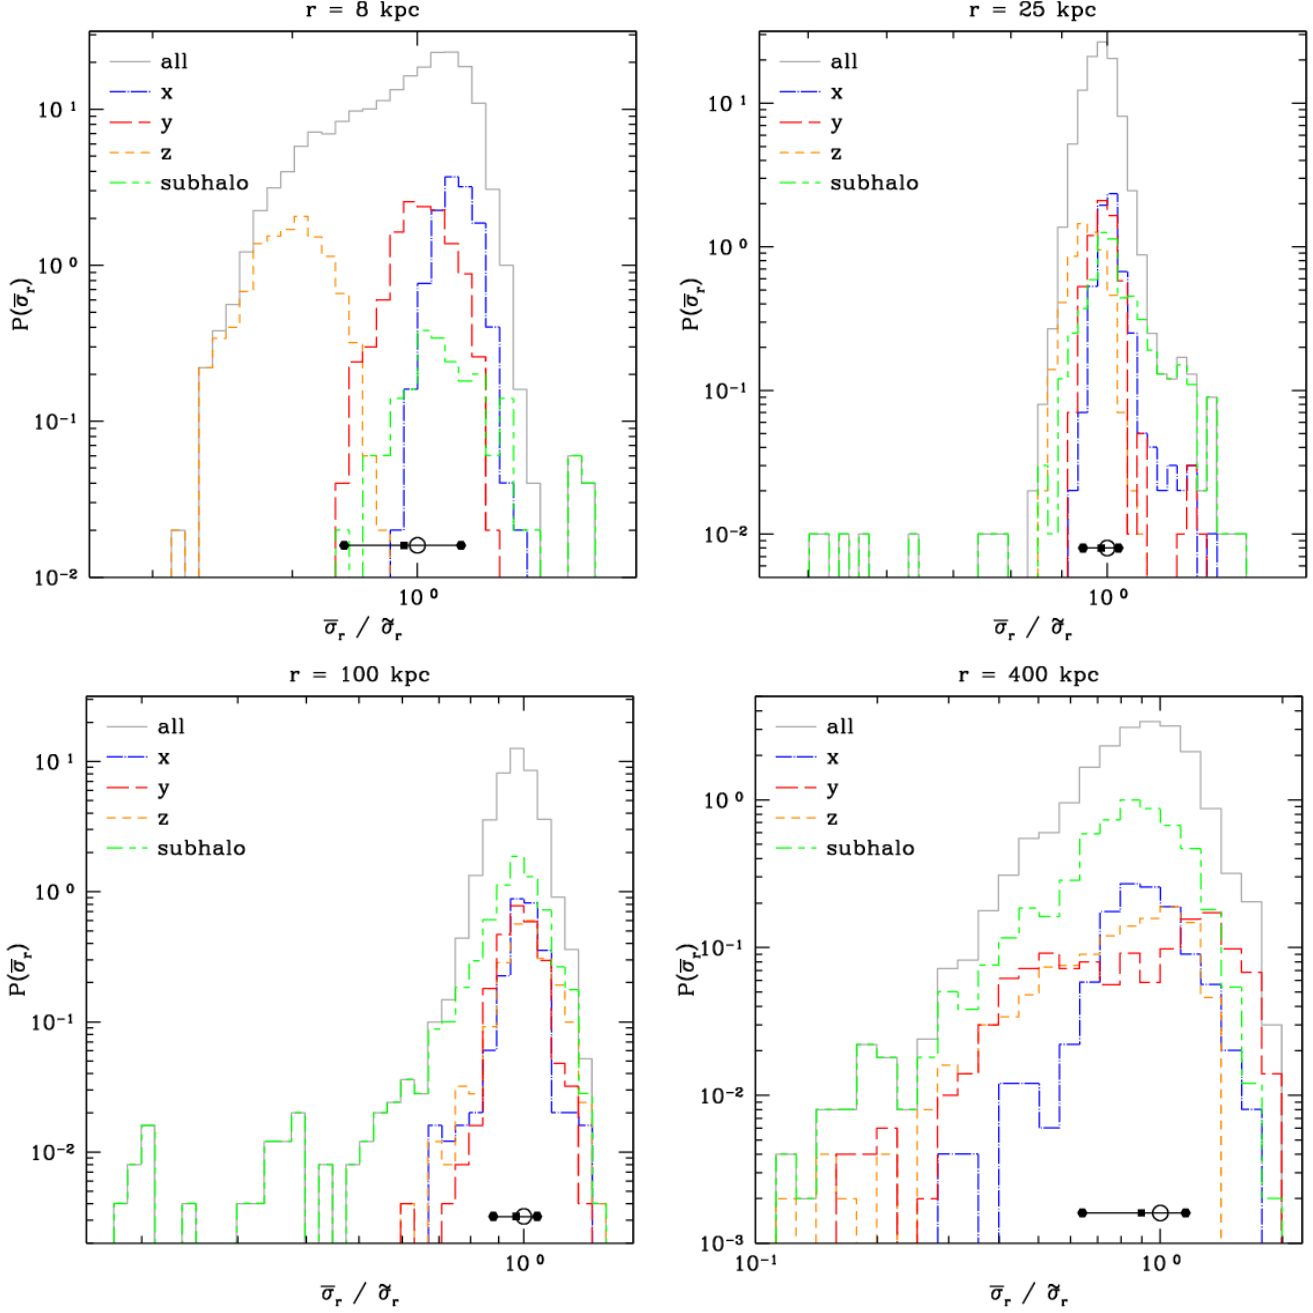 r = 8 kpc
all
x
y
z
subhalo
10¹
10⁰
10⁻¹
10⁻²
P(σ̅ᵣ)
10⁰
σ̅ᵣ / σ̃ᵣ
r = 25 kpc
all
x
y
z
subhalo
10¹
10⁰
10⁻¹
10⁻²
P(σ̅ᵣ)
10⁰
σ̅ᵣ / σ̃ᵣ
r = 100 kpc
all
x
y
z
subhalo
10¹
10⁰
10⁻¹
10⁻²
P(σ̅ᵣ)
10⁰
σ̅ᵣ / σ̃ᵣ
r = 400 kpc
all
x
y
z
subhalo
10⁰
10⁻¹
10⁻²
10⁻³
P(σ̅ᵣ)
10⁻¹ 10⁰
σ̅ᵣ / σ̃ᵣ